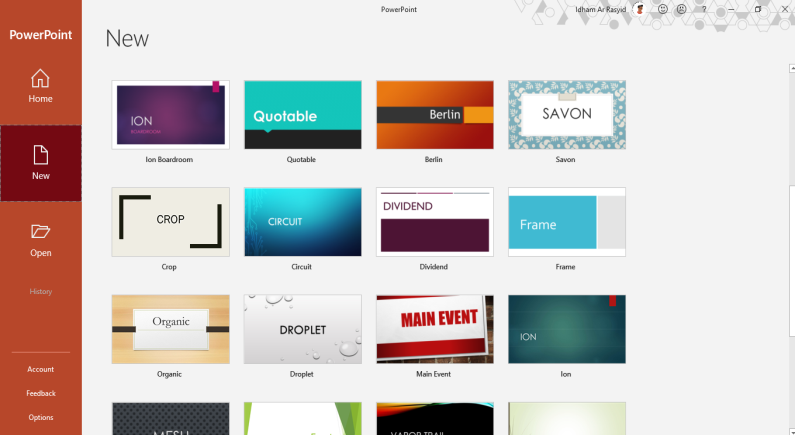 PowerPoint
Idham Ar Rasyid
?
PowerPoint
New
Home
New
Open
History
Account
Feedback
Options
ION
BOARDROOM
Ion Boardroom
Quotable
Quotable
Berlin
Berlin
SAVON
Savon
CROP
Crop
CIRCUIT
Circuit
DIVIDEND
Dividend
Frame
Frame
Organic
Organic
DROPLET
Droplet
MAIN EVENT
Main Event
ION
Ion
MESH
VAPOR TRAIL